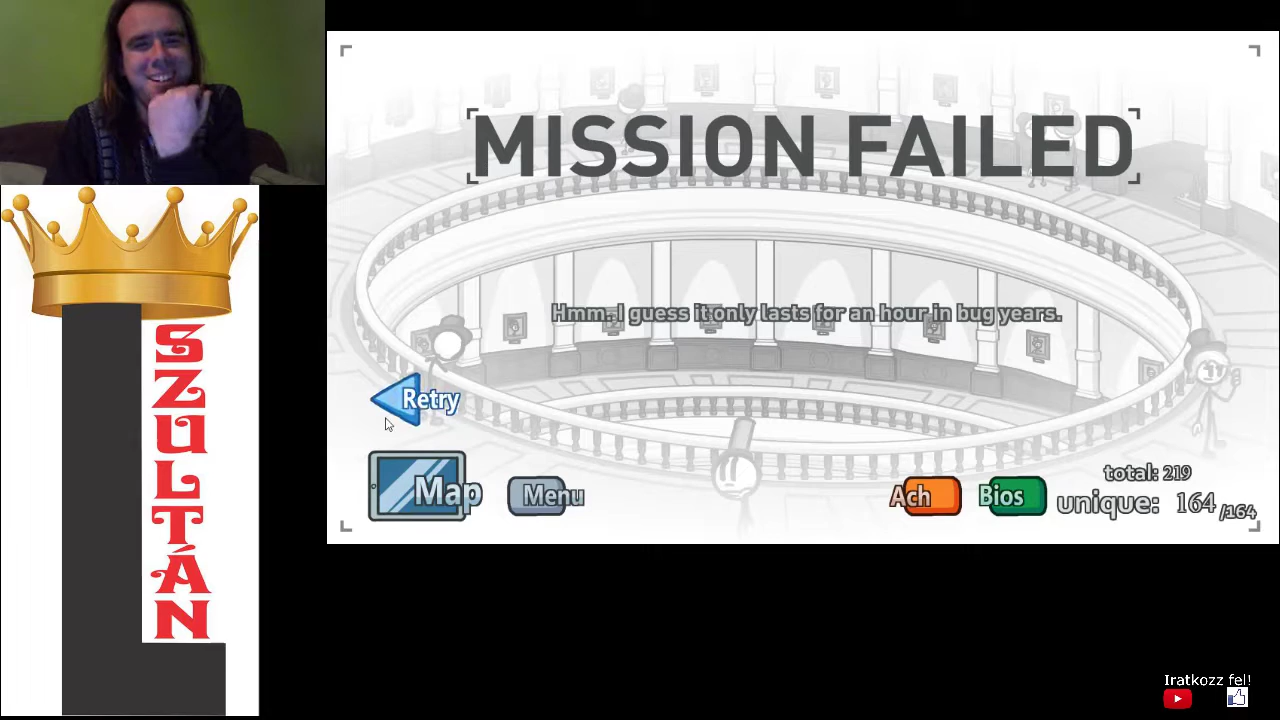 MISSION FAILED
Hmm. I guess it only lasts for an hour in bug years.
Retry
Map
Menu
Ach
Bios
total: 219
unique: 164 /164
L
SZULTÁN
Iratkozz fel!